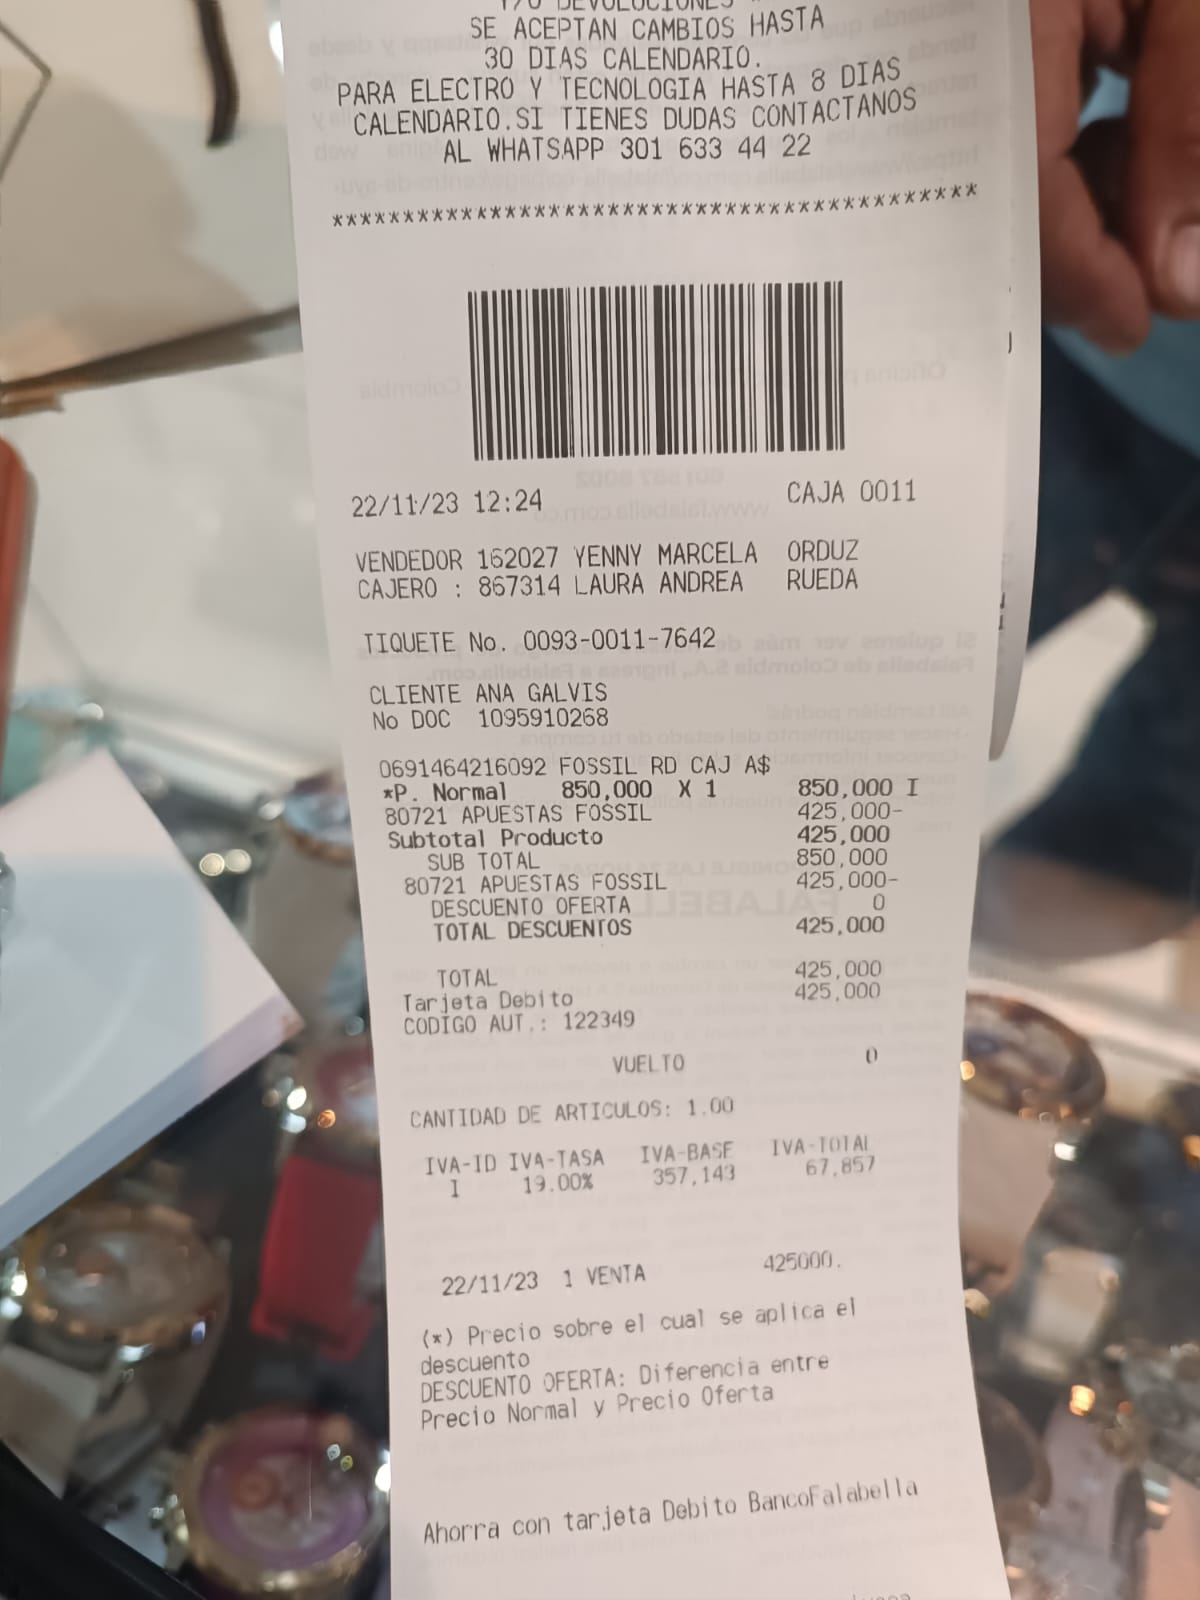 Y/O DEVOLUCIONES
SE ACEPTAN CAMBIOS HASTA
30 DIAS CALENDARIO.
PARA ELECTRO Y TECNOLOGIA HASTA 8 DIAS
CALENDARIO.SI TIENES DUDAS CONTACTANOS
AL WHATSAPP 301 633 44 22
********************************************
22/11/23 12:24 CAJA 0011
VENDEDOR 162027 YENNY MARCELA ORDUZ
CAJERO : 867314 LAURA ANDREA RUEDA
TIQUETE No. 0093-0011-7642
CLIENTE ANA GALVIS
No DOC 1095910268
0691464216092 FOSSIL RD CAJ A$
*P. Normal 850,000 X 1 850,000 I
80721 APUESTAS FOSSIL 425,000-
Subtotal Producto 425,000
SUB TOTAL 850,000
80721 APUESTAS FOSSIL 425,000-
DESCUENTO OFERTA 0
TOTAL DESCUENTOS 425,000
TOTAL 425,000
Tarjeta Debito 425,000
CODIGO AUT.: 122349
VUELTO 0
CANTIDAD DE ARTICULOS: 1.00
IVA-ID IVA-TASA IVA-BASE IVA-TOTAL
I 19.00% 357,143 67,857
22/11/23 1 VENTA 425000.
(*) Precio sobre el cual se aplica el
descuento
DESCUENTO OFERTA: Diferencia entre
Precio Normal y Precio Oferta
Ahorra con tarjeta Debito BancoFalabella